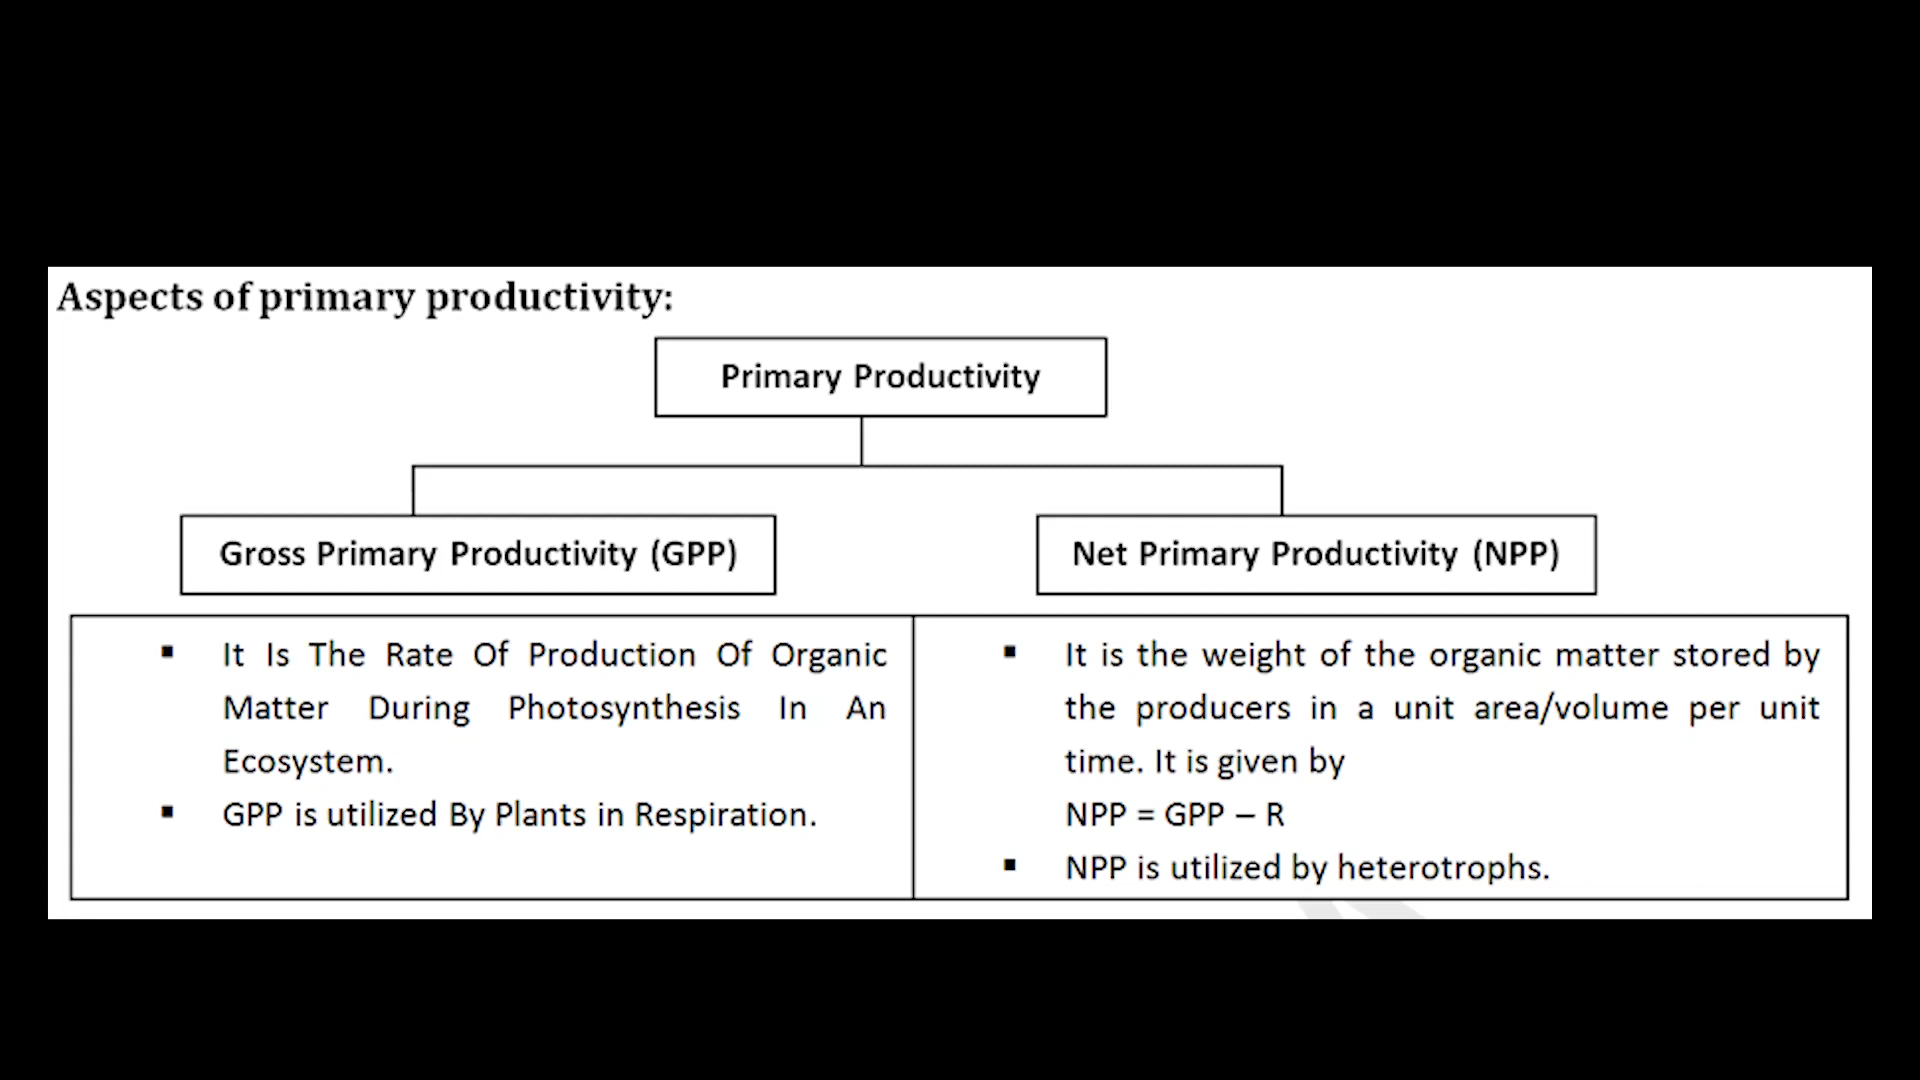 Aspects of primary productivity:
Primary Productivity
Gross Primary Productivity (GPP)
Net Primary Productivity (NPP)
▪ It Is The Rate Of Production Of Organic
Matter During Photosynthesis In An
Ecosystem.
▪ GPP is utilized By Plants in Respiration.
▪ It is the weight of the organic matter stored by
the producers in a unit area/volume per unit
time. It is given by
NPP = GPP – R
▪ NPP is utilized by heterotrophs.